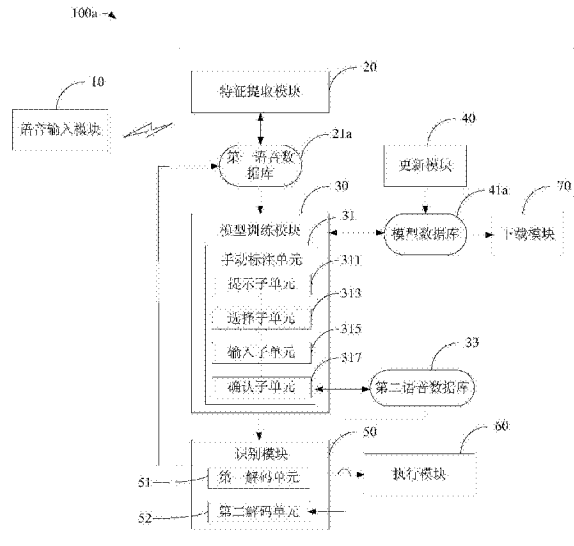 100a
20
10
特征提取模块
语音输入模块
40
21a
第一语音数
据库
更新模块
30
41a
70
模型训练模块
31
模型数据库
下载模块
手动标注单元
311
提示子单元
313
选择子单元
315
输入子单元
317
33
确认子单元
第二语音数据库
50
60
识别模块
51
第一解码单元
执行模块
52
第二解码单元